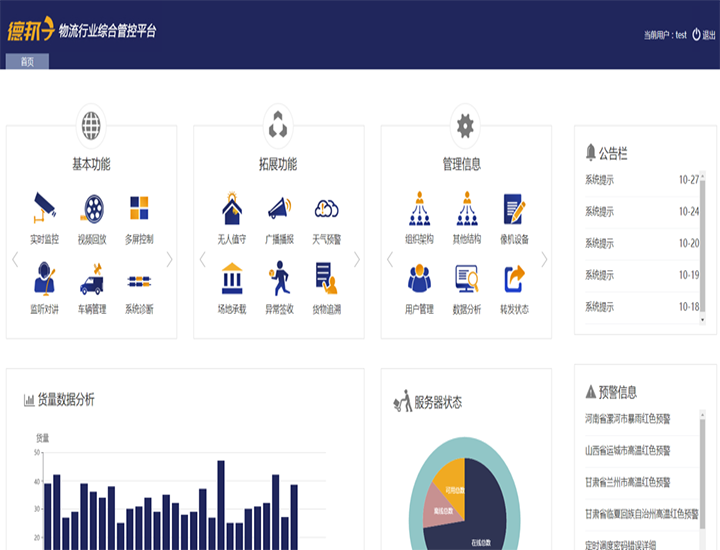 德邦 物流行业综合管控平台
当前用户：test 退出
首页
基本功能
实时监控 视频回放 多屏控制
监听对讲 车辆管理 系统诊断
拓展功能
无人值守 广播播报 天气预警
场地承载 异常签收 货物追溯
管理信息
组织架构 其他结构 像机设备
用户管理 数据分析 转发状态
公告栏
系统提示 10-27
系统提示 10-24
系统提示 10-20
系统提示 10-19
系统提示 10-18
货量数据分析
货量
50
40
30
20
服务器状态
可用总数
离线总数
在线总数
预警信息
河南省漯河市暴雨红色预警
山西省运城市高温红色预警
甘肃省兰州市高温红色预警
甘肃省临夏回族自治州高温红色预警
定时调度密码错误详细